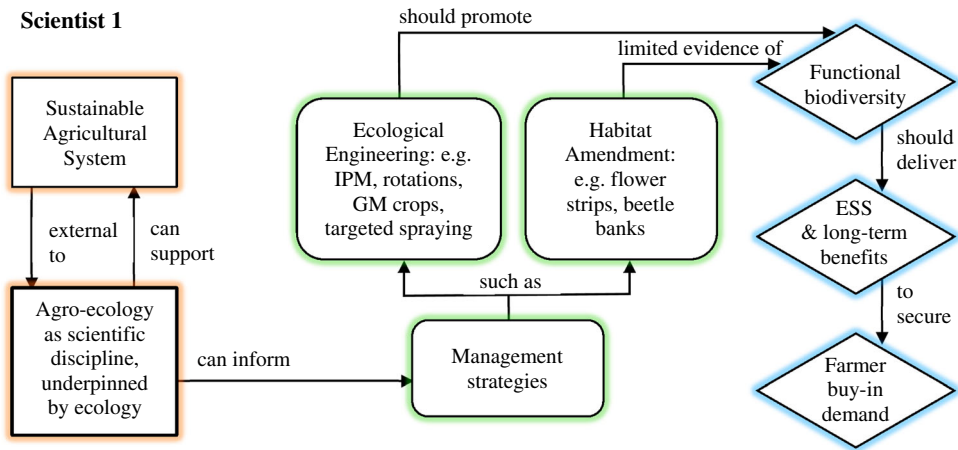 Scientist 1
should promote
limited evidence of
Sustainable
Agricultural
System
Ecological
Engineering: e.g.
IPM, rotations,
GM crops,
targeted spraying
Habitat
Amendment:
e.g. flower
strips, beetle
banks
Functional
biodiversity
should
deliver
external
to
can
support
ESS
& long-term
benefits
such as
to
secure
Agro-ecology
as scientific
discipline,
underpinned
by ecology
can inform
Management
strategies
Farmer
buy-in
demand